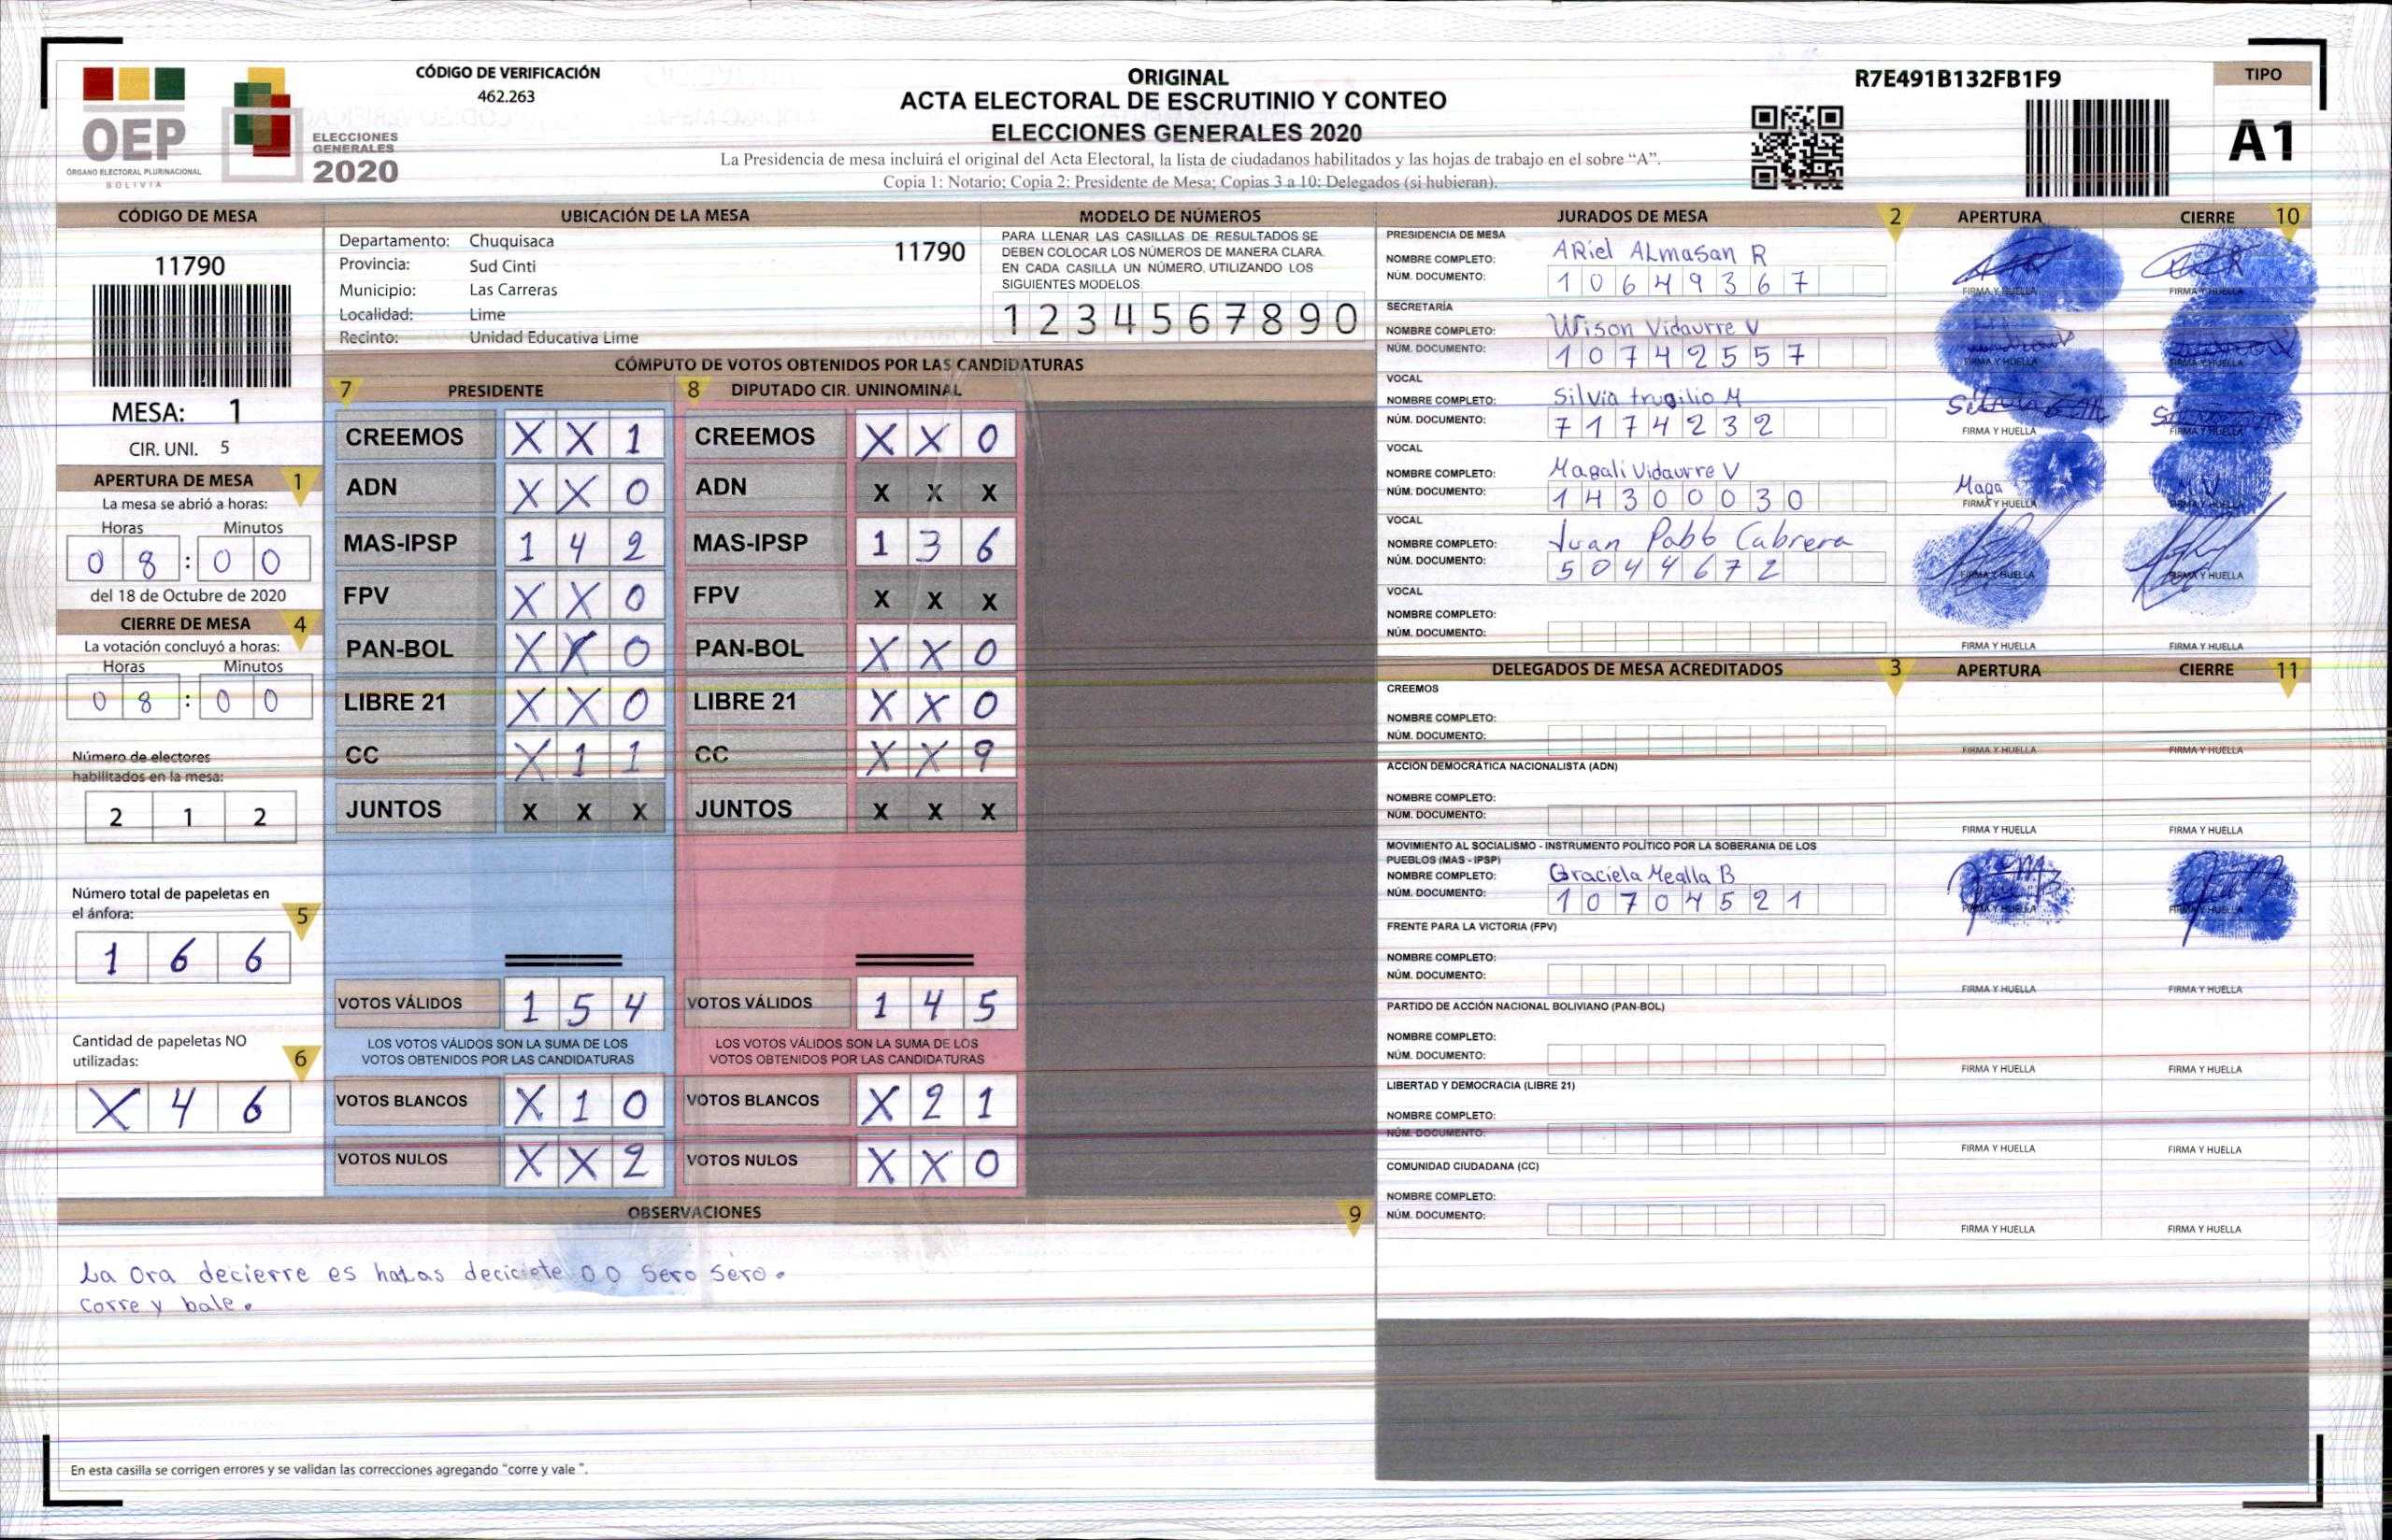 CÓDIGO DE VERIFICACIÓN
462.263
ORIGINAL
ACTA ELECTORAL DE ESCRUTINIO Y CONTEO
ELECCIONES GENERALES 2020
La Presidencia de mesa incluirá el original del Acta Electoral, la lista de ciudadanos habilitados y las hojas de trabajo en el sobre “A”.
Copia 1: Notario; Copia 2: Presidente de Mesa; Copias 3 a 10: Delegados (si hubieran).
R7E491B132FB1F9
TIPO
A1
OEP
ÓRGANO ELECTORAL PLURINACIONAL
BOLIVIA
ELECCIONES
GENERALES
2020
CÓDIGO DE MESA
11790
MESA: 1
CIR. UNI. 5
APERTURA DE MESA 1
La mesa se abrió a horas:
Horas Minutos
0 8 : 0 0
del 18 de Octubre de 2020
CIERRE DE MESA 4
La votación concluyó a horas:
Horas Minutos
0 8 : 0 0
Número de electores
habilitados en la mesa:
2 1 2
Número total de papeletas en
el ánfora: 5
1 6 6
Cantidad de papeletas NO
utilizadas: 6
X 4 6
UBICACIÓN DE LA MESA
Departamento: Chuquisaca 11790
Provincia: Sud Cinti
Municipio: Las Carreras
Localidad: Lime
Recinto: Unidad Educativa Lime
MODELO DE NÚMEROS
PARA LLENAR LAS CASILLAS DE RESULTADOS SE
DEBEN COLOCAR LOS NÚMEROS DE MANERA CLARA.
EN CADA CASILLA UN NÚMERO, UTILIZANDO LOS
SIGUIENTES MODELOS.
1 2 3 4 5 6 7 8 9 0
CÓMPUTO DE VOTOS OBTENIDOS POR LAS CANDIDATURAS
7 PRESIDENTE 8 DIPUTADO CIR. UNINOMINAL
CREEMOS X X 1 CREEMOS X X 0
ADN X X 0 ADN X X X
MAS-IPSP 1 4 2 MAS-IPSP 1 3 6
FPV X X 0 FPV X X X
PAN-BOL X X 0 PAN-BOL X X 0
LIBRE 21 X X 0 LIBRE 21 X X 0
CC X 1 1 CC X X 9
JUNTOS X X X JUNTOS X X X
VOTOS VÁLIDOS 1 5 4 VOTOS VÁLIDOS 1 4 5
LOS VOTOS VÁLIDOS SON LA SUMA DE LOS LOS VOTOS VÁLIDOS SON LA SUMA DE LOS
VOTOS OBTENIDOS POR LAS CANDIDATURAS VOTOS OBTENIDOS POR LAS CANDIDATURAS
VOTOS BLANCOS X 1 0 VOTOS BLANCOS X 2 1
VOTOS NULOS X X 2 VOTOS NULOS X X 0
OBSERVACIONES 9
La Ora decierre es horas deciciete 00 Sero Sero.
Corre y bale.
En esta casilla se corrigen errores y se validan las correcciones agregando “corre y vale ”.
JURADOS DE MESA 2 APERTURA CIERRE 10
PRESIDENCIA DE MESA
NOMBRE COMPLETO: ARiel ALmasan R
NÚM. DOCUMENTO: 1 0 6 4 9 3 6 7
FIRMA Y HUELLA FIRMA Y HUELLA
SECRETARÍA
NOMBRE COMPLETO: Wison Vidaurre V
NÚM. DOCUMENTO: 1 0 7 4 2 5 5 7
FIRMA Y HUELLA FIRMA Y HUELLA
VOCAL
NOMBRE COMPLETO: Silvia trugilio M
NÚM. DOCUMENTO: 7 1 7 4 2 3 2
FIRMA Y HUELLA FIRMA Y HUELLA
VOCAL
NOMBRE COMPLETO: Magali Vidaurre V
NÚM. DOCUMENTO: 1 4 3 0 0 0 3 0
Maga M V
FIRMA Y HUELLA FIRMA Y HUELLA
VOCAL
NOMBRE COMPLETO: Juan Pablo Cabrera
NÚM. DOCUMENTO: 5 0 4 4 6 7 2
FIRMA Y HUELLA FIRMA Y HUELLA
VOCAL
NOMBRE COMPLETO:
NÚM. DOCUMENTO:
FIRMA Y HUELLA FIRMA Y HUELLA
DELEGADOS DE MESA ACREDITADOS 3 APERTURA CIERRE 11
CREEMOS
NOMBRE COMPLETO:
NÚM. DOCUMENTO:
FIRMA Y HUELLA FIRMA Y HUELLA
ACCIÓN DEMOCRÁTICA NACIONALISTA (ADN)
NOMBRE COMPLETO:
NÚM. DOCUMENTO:
FIRMA Y HUELLA FIRMA Y HUELLA
MOVIMIENTO AL SOCIALISMO - INSTRUMENTO POLÍTICO POR LA SOBERANIA DE LOS
PUEBLOS (MAS - IPSP)
NOMBRE COMPLETO: Graciela Mealla B
NÚM. DOCUMENTO: 1 0 7 0 4 5 2 1
FIRMA Y HUELLA FIRMA Y HUELLA
FRENTE PARA LA VICTORIA (FPV)
NOMBRE COMPLETO:
NÚM. DOCUMENTO:
FIRMA Y HUELLA FIRMA Y HUELLA
PARTIDO DE ACCIÓN NACIONAL BOLIVIANO (PAN-BOL)
NOMBRE COMPLETO:
NÚM. DOCUMENTO:
FIRMA Y HUELLA FIRMA Y HUELLA
LIBERTAD Y DEMOCRACIA (LIBRE 21)
NOMBRE COMPLETO:
NÚM. DOCUMENTO:
FIRMA Y HUELLA FIRMA Y HUELLA
COMUNIDAD CIUDADANA (CC)
NOMBRE COMPLETO:
NÚM. DOCUMENTO:
FIRMA Y HUELLA FIRMA Y HUELLA